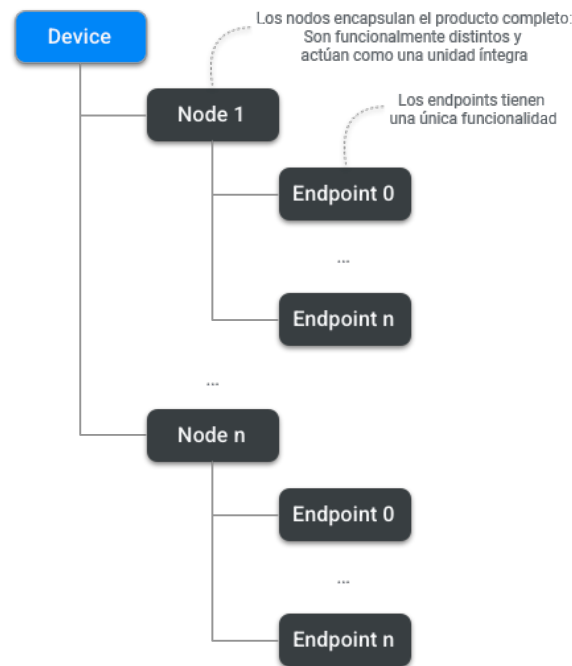 Device
Los nodos encapsulan el producto completo:
Son funcionalmente distintos y
actúan como una unidad íntegra
Node 1
Los endpoints tienen
una única funcionalidad
Endpoint 0
...
Endpoint n
...
Node n
Endpoint 0
...
Endpoint n